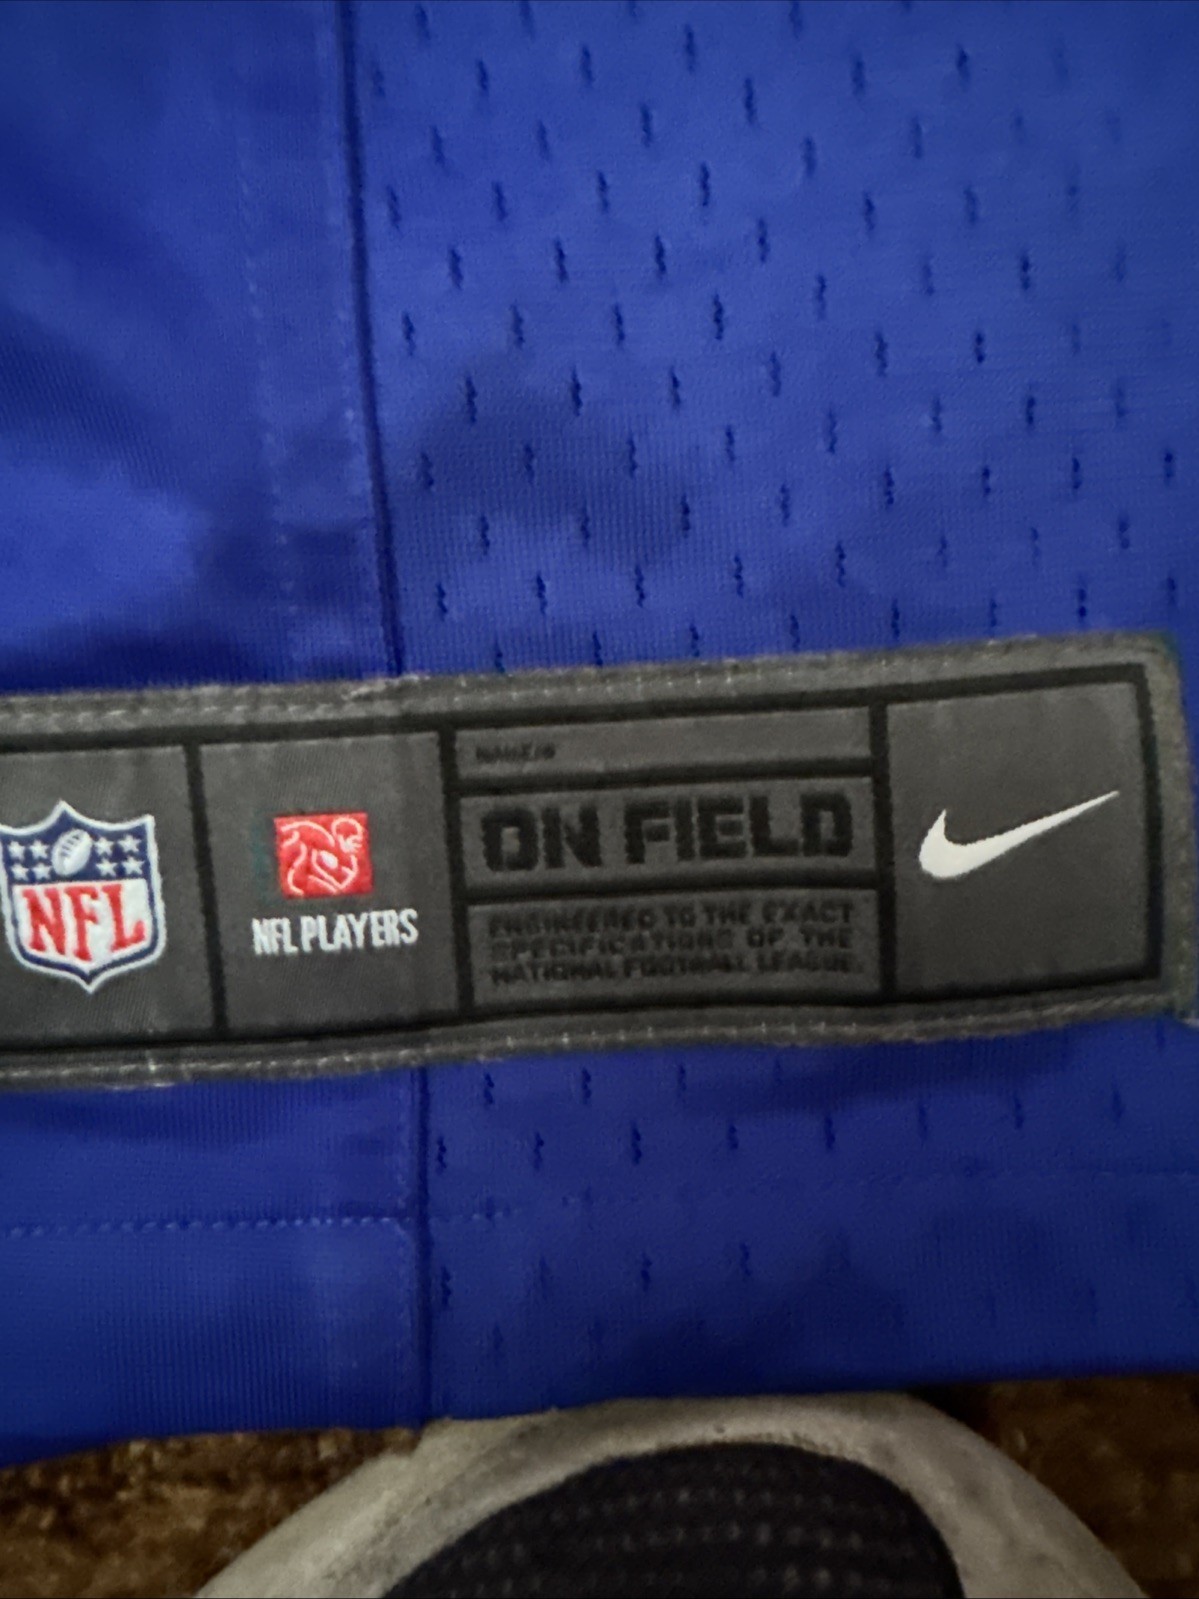 NFL
NFL PLAYERS
ON FIELD
ENGINEERED TO THE EXACT
SPECIFICATIONS OF THE
NATIONAL FOOTBALL LEAGUE.